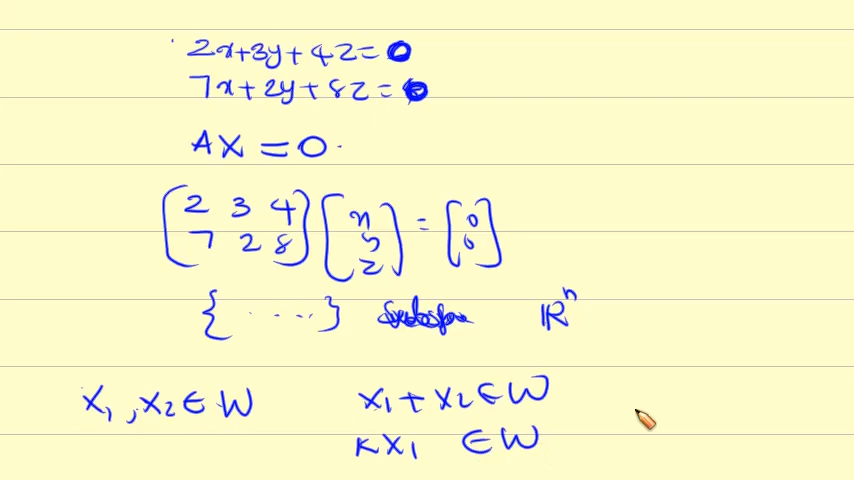 2x+3y+4z=0
7x+2y+8z=0
AX=0.
[2 3 4
7 2 8] [x
y
z] = [0
0]
{ ..... } ℝⁿ
X₁, X₂ ∈ W X₁ + X₂ ∈ W
KX₁ ∈ W